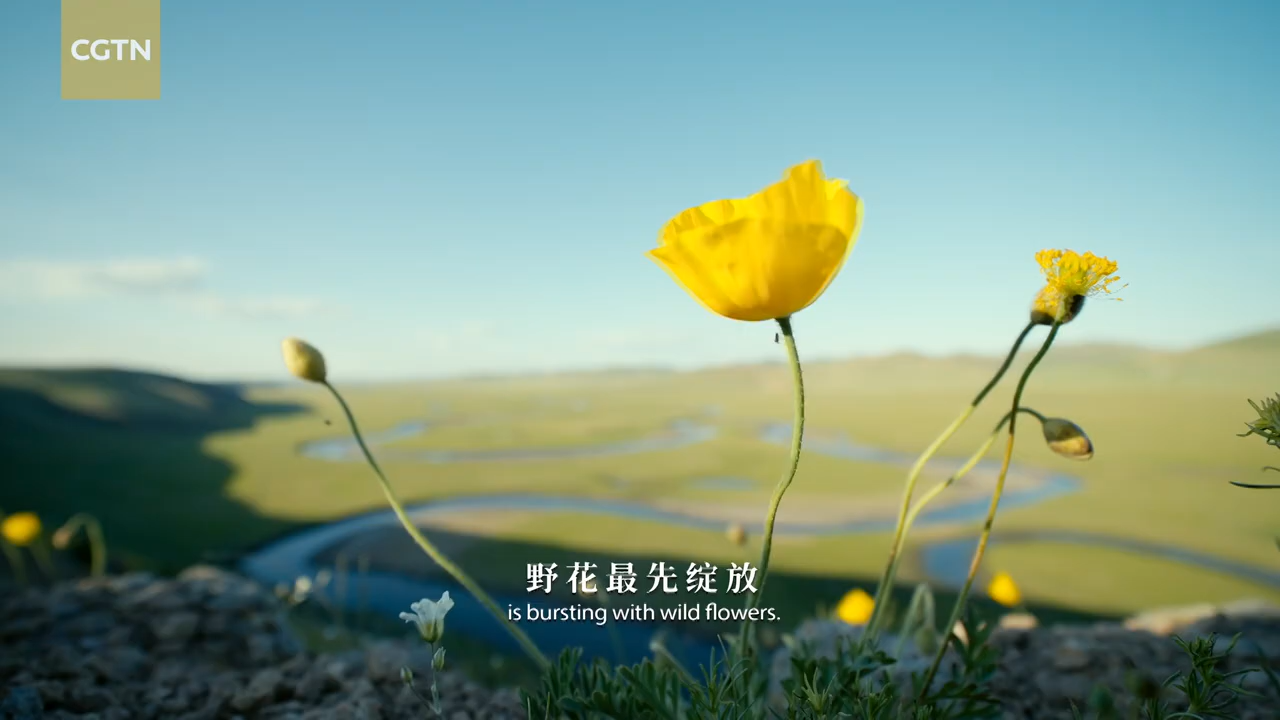 CGTN
野花最先绽放
is bursting with wild flowers.